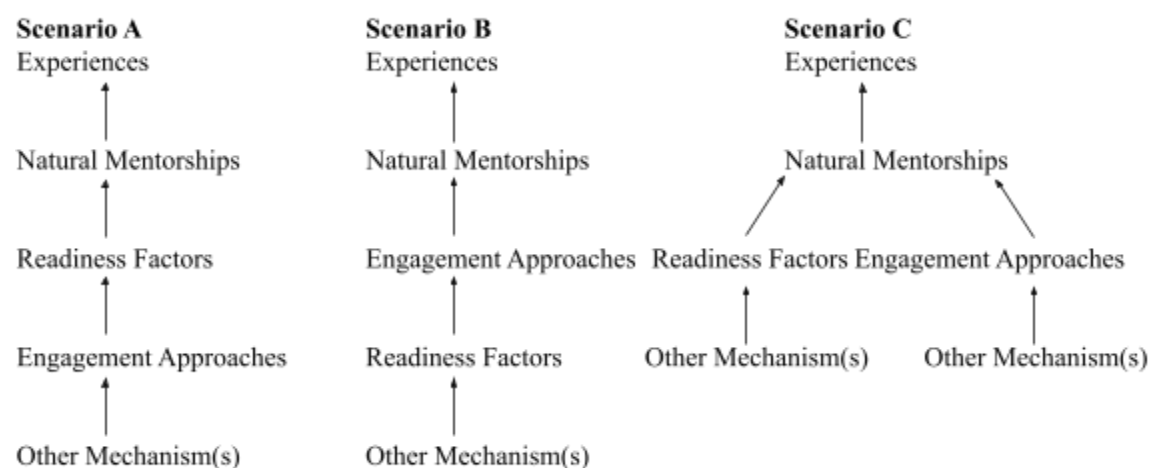 Scenario A
Experiences
Natural Mentorships
Readiness Factors
Engagement Approaches
Other Mechanism(s)
Scenario B
Experiences
Natural Mentorships
Engagement Approaches
Readiness Factors
Other Mechanism(s)
Scenario C
Experiences
Natural Mentorships
Readiness Factors Engagement Approaches
Other Mechanism(s) Other Mechanism(s)